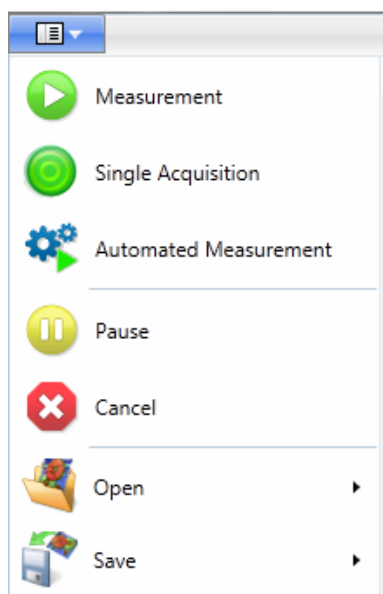 Measurement
Single Acquisition
Automated Measurement
Pause
Cancel
Open
Save